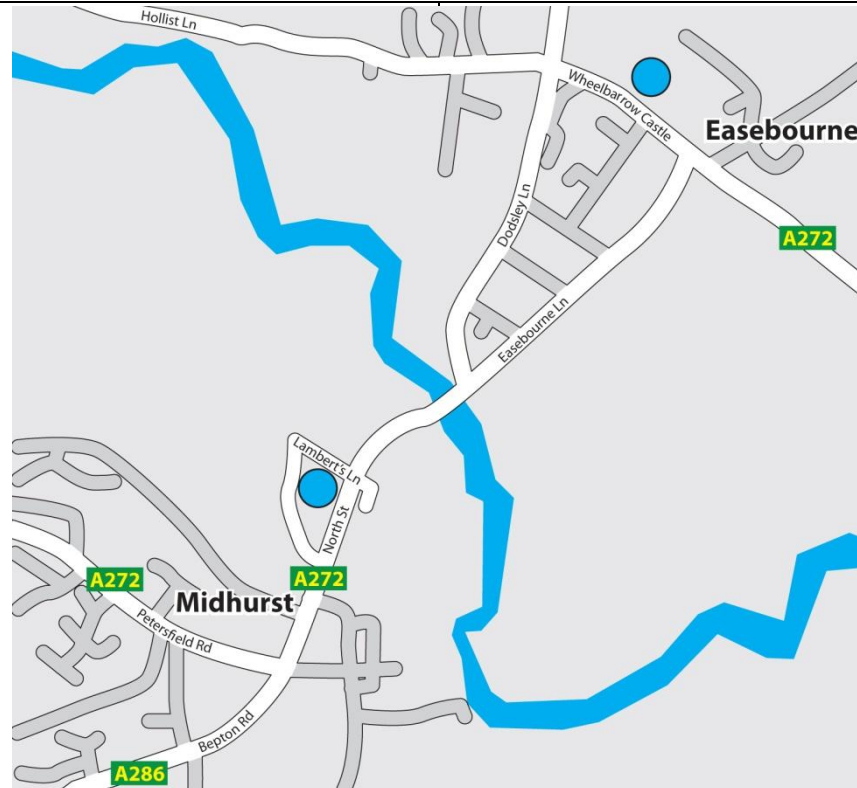 Hollist Ln
Wheelbarrow Castle
Easebourne
Dodsley Ln
A272
Easebourne Ln
Lambert's Ln
North St
A272
A272
Midhurst
Petersfield Rd
Bepton Rd
A286